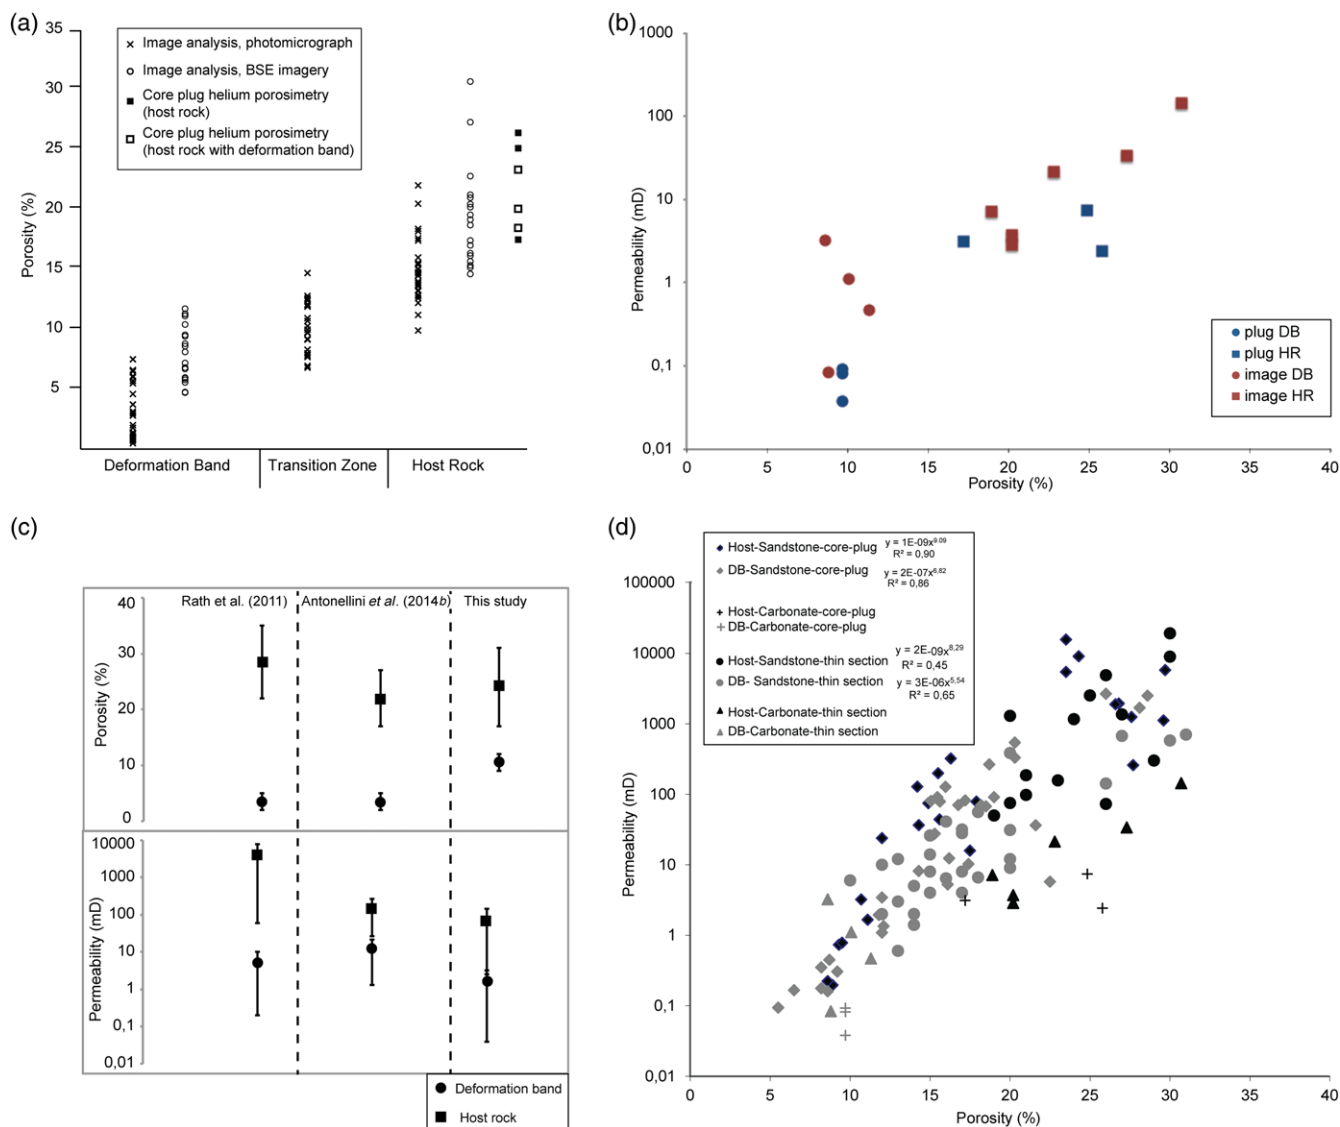 (a)
35
30
25
20
15
10
5
Porosity (%)
Image analysis, photomicrograph
Image analysis, BSE imagery
Core plug helium porosimetry
(host rock)
Core plug helium porosimetry
(host rock with deformation band)
Deformation Band
Transition Zone
Host Rock
(b)
1000
100
10
1
0,1
0,01
Permeability (mD)
plug DB
plug HR
image DB
image HR
0
5
10
15
20
25
30
35
40
Porosity (%)
(c)
Rath et al. (2011)
Antonellini et al. (2014b)
This study
40
30
20
10
0
Porosity (%)
10000
1000
100
10
1
0,1
0,01
Permeability (mD)
Deformation band
Host rock
(d)
Host-Sandstone-core-plug
y = 1E-09x^9.09
R² = 0,90
DB-Sandstone-core-plug
y = 2E-07x^6,82
R² = 0,86
Host-Carbonate-core-plug
DB-Carbonate-core-plug
Host-Sandstone-thin section
y = 2E-09x^8,29
R² = 0,45
DB- Sandstone-thin section
y = 3E-06x^5,54
R² = 0,65
Host-Carbonate-thin section
DB-Carbonate-thin section
100000
10000
1000
100
10
1
0,1
0,01
Permeability (mD)
0
5
10
15
20
25
30
35
40
Porosity (%)